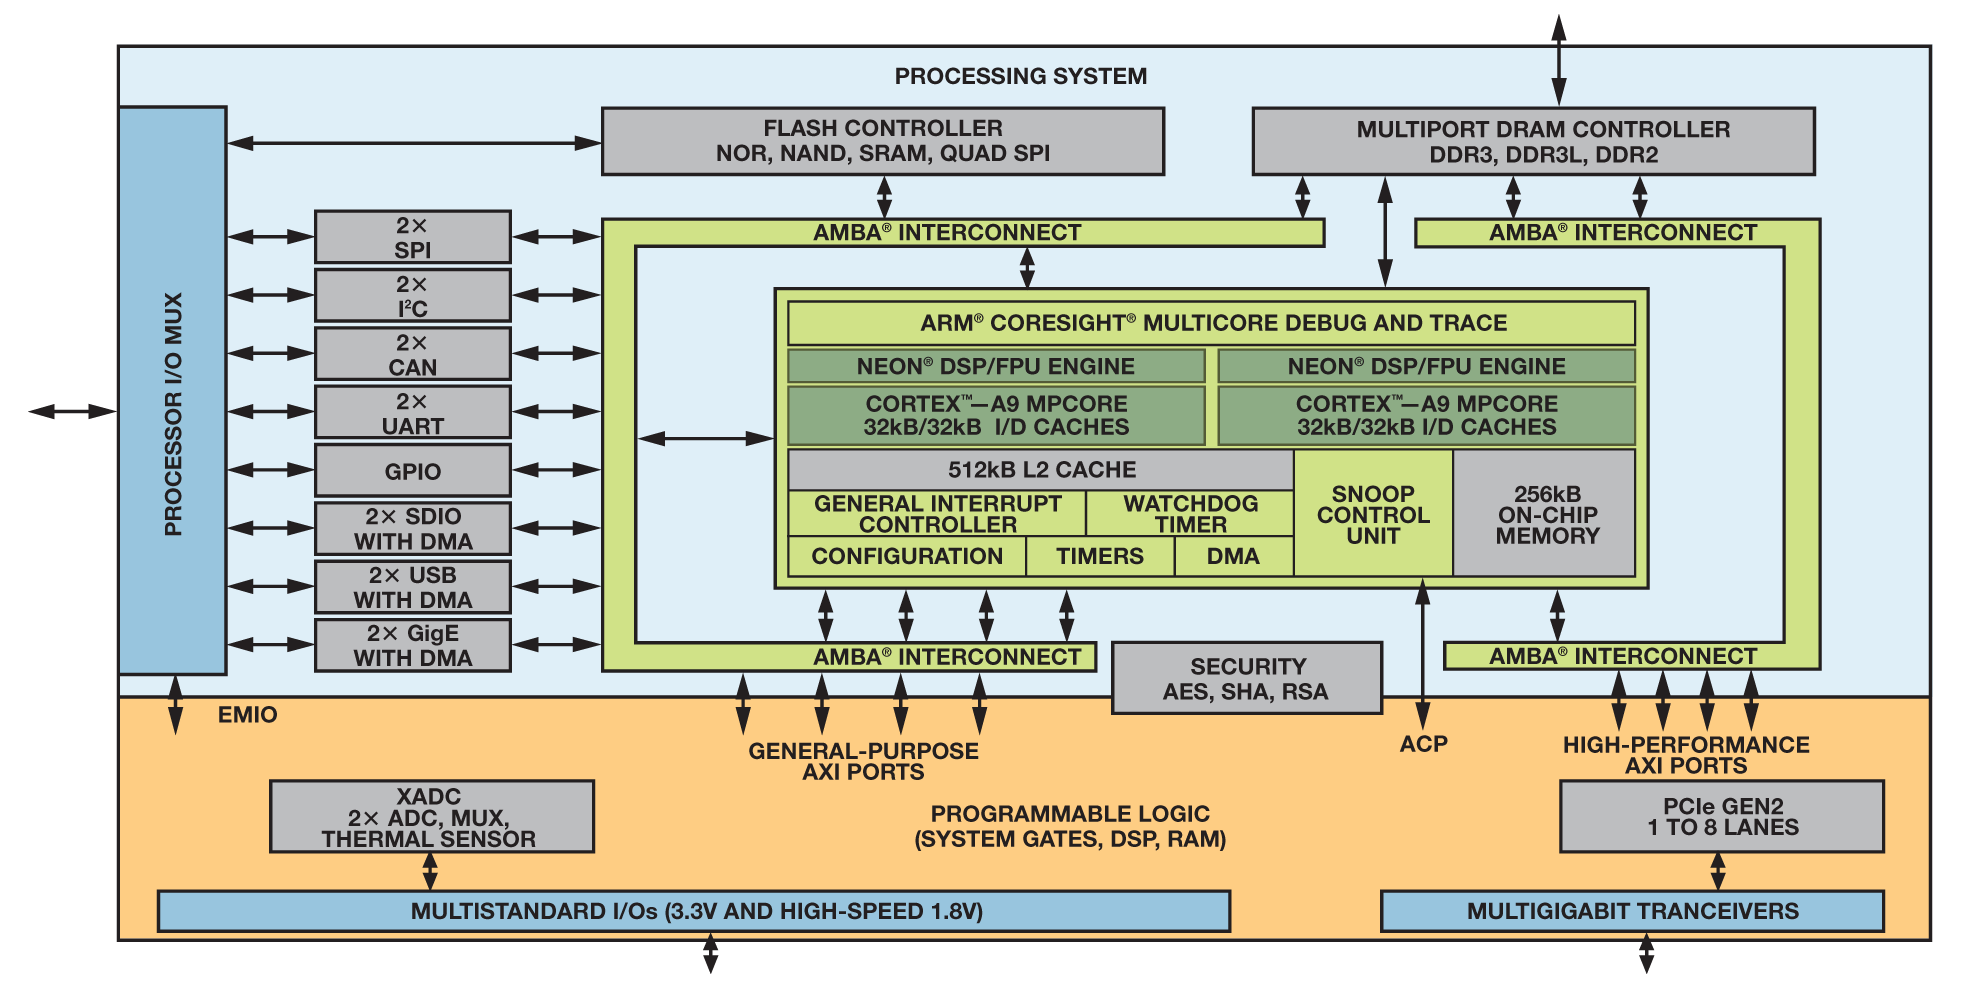 PROCESSING SYSTEM
FLASH CONTROLLER
NOR, NAND, SRAM, QUAD SPI
MULTIPORT DRAM CONTROLLER
DDR3, DDR3L, DDR2
PROCESSOR I/O MUX
2×
SPI
2×
I²C
2×
CAN
2×
UART
GPIO
2× SDIO
WITH DMA
2× USB
WITH DMA
2× GigE
WITH DMA
AMBA® INTERCONNECT
AMBA® INTERCONNECT
ARM® CORESIGHT® MULTICORE DEBUG AND TRACE
NEON® DSP/FPU ENGINE
NEON® DSP/FPU ENGINE
CORTEX™—A9 MPCORE
32kB/32kB I/D CACHES
CORTEX™—A9 MPCORE
32kB/32kB I/D CACHES
512kB L2 CACHE
GENERAL INTERRUPT
CONTROLLER
WATCHDOG
TIMER
CONFIGURATION
TIMERS
DMA
SNOOP
CONTROL
UNIT
256kB
ON-CHIP
MEMORY
AMBA® INTERCONNECT
AMBA® INTERCONNECT
SECURITY
AES, SHA, RSA
EMIO
GENERAL-PURPOSE
AXI PORTS
ACP
HIGH-PERFORMANCE
AXI PORTS
XADC
2× ADC, MUX,
THERMAL SENSOR
PROGRAMMABLE LOGIC
(SYSTEM GATES, DSP, RAM)
PCIe GEN2
1 TO 8 LANES
MULTISTANDARD I/Os (3.3V AND HIGH-SPEED 1.8V)
MULTIGIGABIT TRANCEIVERS